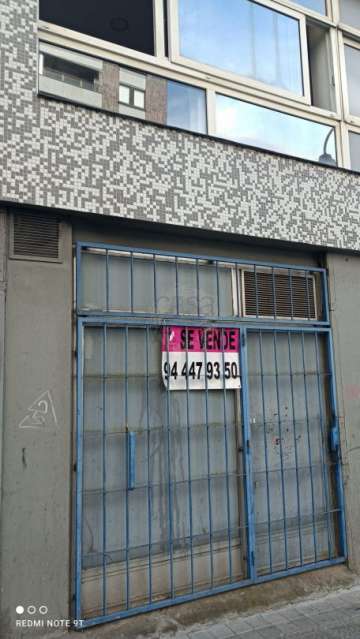 SE VENDE
94 447 93 50
REDMI NOTE 9T